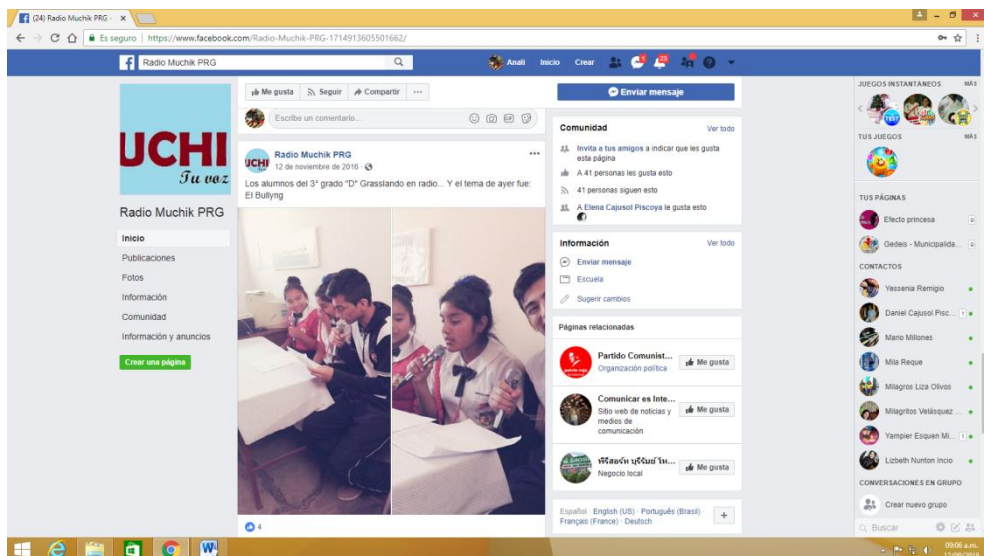 (24) Radio Muchik PRG -
Es seguro | https://www.facebook.com/Radio-Muchik-PRG-1714913605501662/
Radio Muchik PRG
Anali
Inicio
Crear
UCHI
Tu voz
Radio Muchik PRG
Inicio
Publicaciones
Fotos
Información
Comunidad
Información y anuncios
Crear una página
Me gusta
Seguir
Compartir
Escribe un comentario...
UCHI
Radio Muchik PRG
12 de noviembre de 2016 ·
Los alumnos del 3° grado "D" Grasslando en radio... Y el tema de ayer fue:
El Bullyng
4
Enviar mensaje
Comunidad
Ver todo
Invita a tus amigos a indicar que les gusta
esta página
A 41 personas les gusta esto
41 personas siguen esto
A Elena Cajusol Piscoya le gusta esto
Información
Ver todo
Enviar mensaje
Escuela
Sugerir cambios
Páginas relacionadas
Partido Comunist...
Organización política
Me gusta
Comunicar es Inte...
Sitio web de noticias y
medios de
comunicación
Me gusta
Negocio local
Me gusta
Español · English (US) · Português (Brasil) ·
Français (France) · Deutsch
JUEGOS INSTANTÁNEOS
MÁS
TUS JUEGOS
MÁS
TUS PÁGINAS
Efecto princesa
Gedeis - Municipalida...
CONTACTOS
Yessenia Remigio
Daniel Cajusol Pisc...
1
Mario Millones
Mila Reque
Milagros Liza Olivos
Milagritos Velásquez ...
Yampier Esquen Mi...
1
Lizbeth Nunton Incio
CONVERSACIONES EN GRUPO
Crear nuevo grupo
Buscar
09:06 a.m.